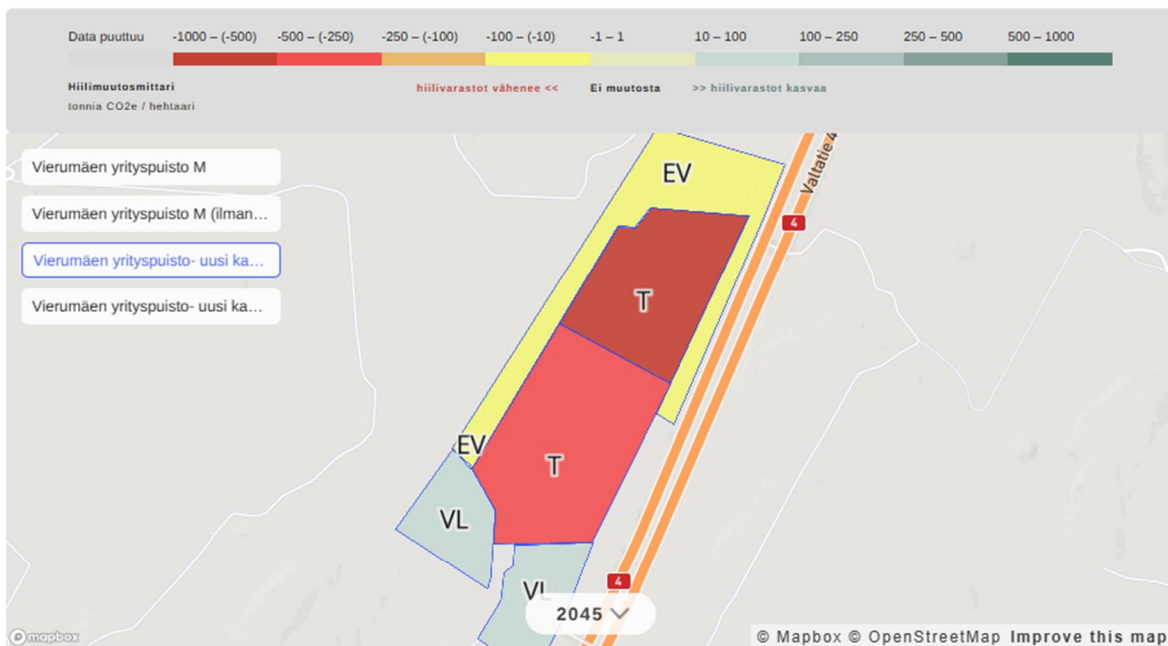 Data puuttuu -1000 – (-500) -500 – (-250) -250 – (-100) -100 – (-10) -1 – 1 10 – 100 100 – 250 250 – 500 500 – 1000
Hiilimuutosmittari hiilivarastot vähenee << Ei muutosta >> hiilivarastot kasvaa
tonnia CO2e / hehtaari
Vierumäen yrityspuisto M
Vierumäen yrityspuisto M (ilman...
Vierumäen yrityspuisto- uusi ka...
Vierumäen yrityspuisto- uusi ka...
EV
Valtatie 4
4
T
EV
T
VL
VL
4
2045
mapbox
© Mapbox © OpenStreetMap Improve this map